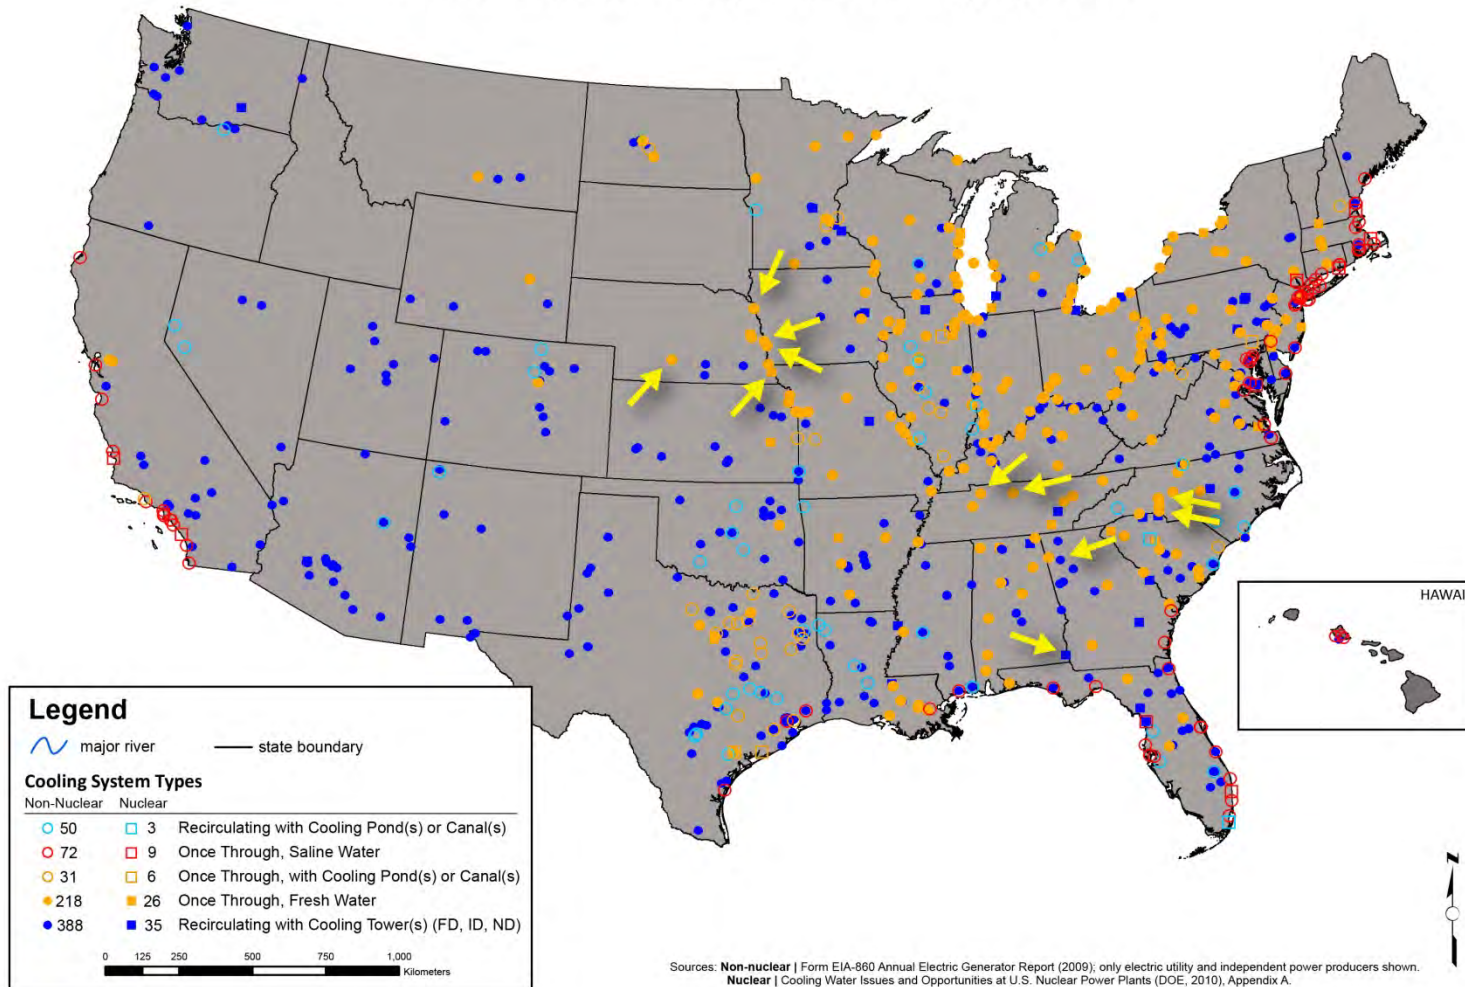 HAWAI
Legend
major river state boundary
Cooling System Types
Non-Nuclear Nuclear
50 3 Recirculating with Cooling Pond(s) or Canal(s)
72 9 Once Through, Saline Water
31 6 Once Through, with Cooling Pond(s) or Canal(s)
218 26 Once Through, Fresh Water
388 35 Recirculating with Cooling Tower(s) (FD, ID, ND)
0 125 250 500 750 1,000
Kilometers
N
Sources: Non-nuclear | Form EIA-860 Annual Electric Generator Report (2009); only electric utility and independent power producers shown.
Nuclear | Cooling Water Issues and Opportunities at U.S. Nuclear Power Plants (DOE, 2010), Appendix A.